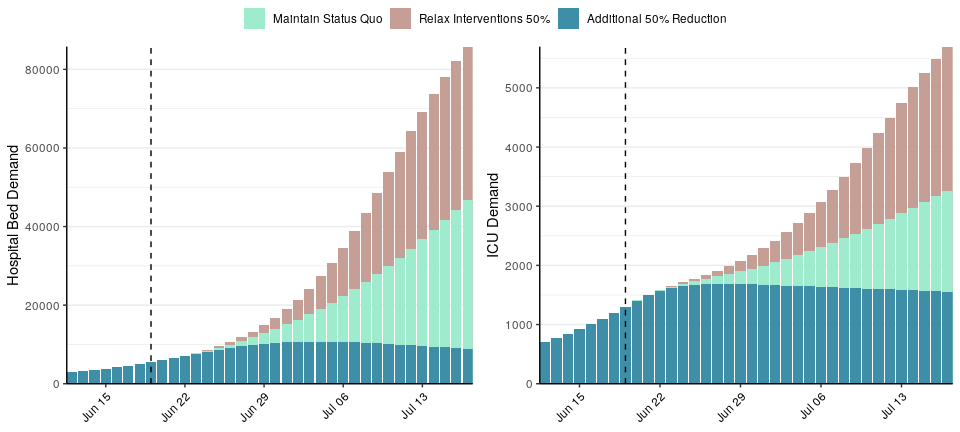 Maintain Status Quo Relax Interventions 50% Additional 50% Reduction
Hospital Bed Demand
80000
60000
40000
20000
0
Jun 15 Jun 22 Jun 29 Jul 06 Jul 13
ICU Demand
5000
4000
3000
2000
1000
0
Jun 15 Jun 22 Jun 29 Jul 06 Jul 13